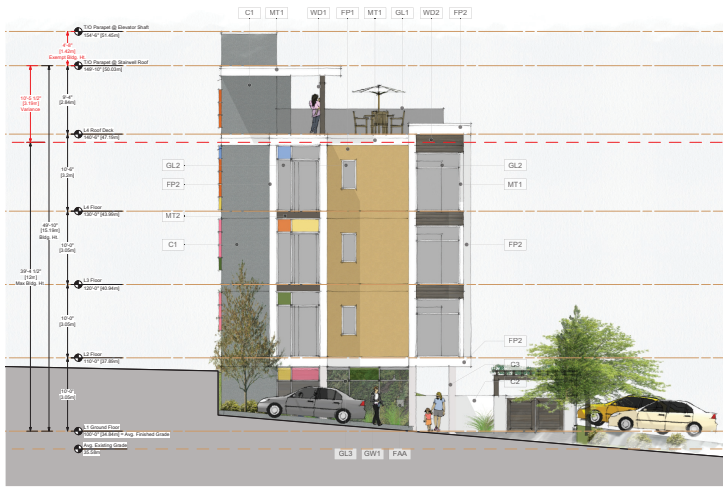 C1 MT1 WD1 FP1 MT1 GL1 WD2 FP2
T/O Parapet @ Elevator Shaft
154'-6" [51.45m]
4'-8"
[1.42m]
Exempt Bldg. Ht.
T/O Parapet @ Stairwell Roof
149'-10" [50.03m]
10'-5 1/2"
[3.19m]
Variance
9'-4"
[2.84m]
L4 Roof Deck
140'-6" [47.19m]
GL2 GL2
10'-6"
[3.2m]
FP2 MT1
L4 Floor
130'-0" [43.99m]
MT2
49'-10"
[15.19m]
Bldg. Ht.
10'-0"
[3.05m]
C1 FP2
39'-4 1/2"
[12m]
Max Bldg. Ht.
L3 Floor
120'-0" [40.94m]
10'-0"
[3.05m]
FP2
L2 Floor
110'-0" [37.89m]
C3
C2
10'-0"
[3.05m]
L1 Ground Floor
100'-0" [34.84m] = Avg. Finished Grade
Avg. Existing Grade
35.58m
GL3 GW1 FAA